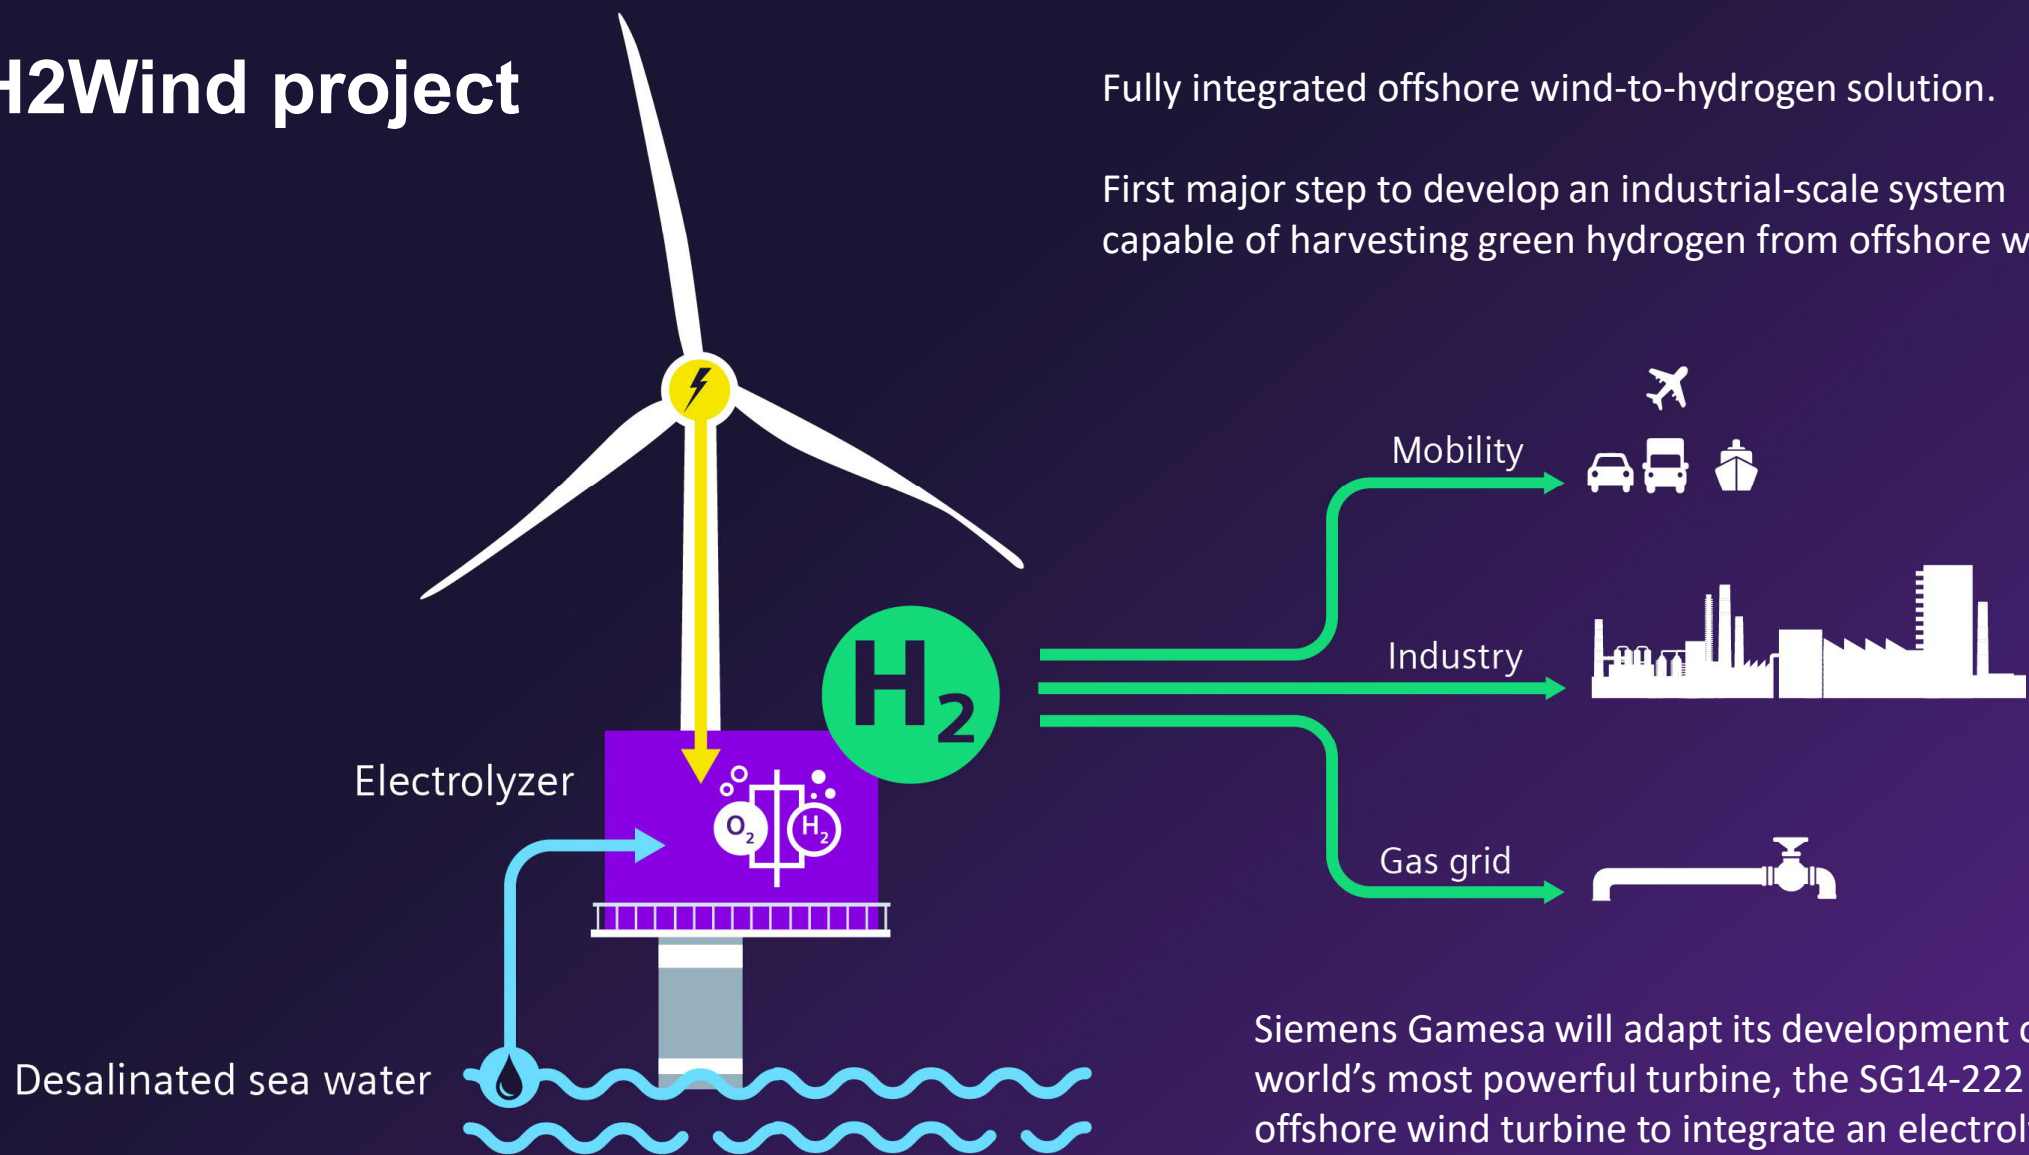 H2Wind project
Fully integrated offshore wind-to-hydrogen solution.
First major step to develop an industrial-scale system
capable of harvesting green hydrogen from offshore
Mobility
Industry
H₂
Electrolyzer
O₂ H₂
Gas grid
Desalinated sea water
Siemens Gamesa will adapt its development
world’s most powerful turbine, the SG14-222
offshore wind turbine to integrate an